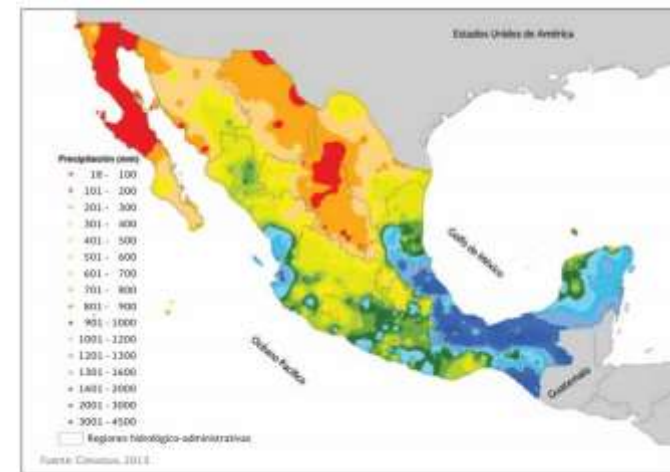 Estados Unidos de América
Golfo de México
Océano Pacífico
Guatemala
Precipitación (mm)
18 - 100
101 - 200
201 - 300
301 - 400
401 - 500
501 - 600
601 - 700
701 - 800
801 - 900
901 - 1000
1001 - 1200
1201 - 1300
1301 - 1600
1601 - 2000
2001 - 3000
3001 - 4500
Regiones hidrológico-administrativas
Fuente: Conagua, 2013